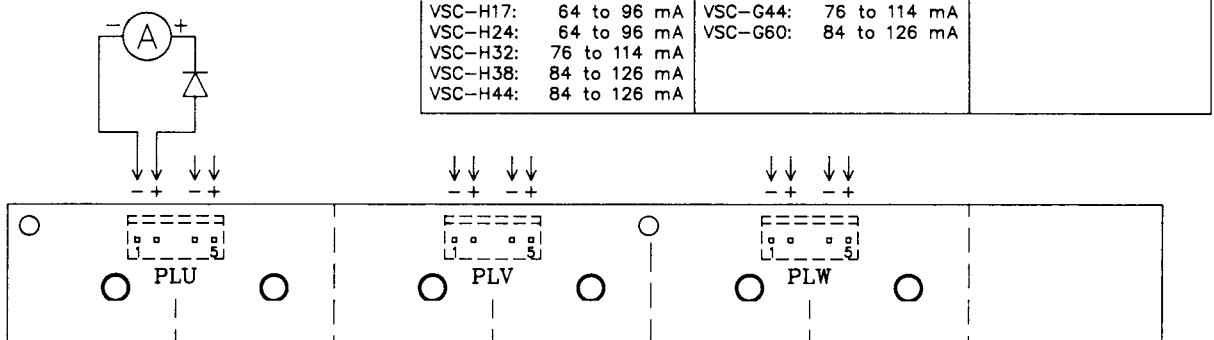 VSC-H17: 64 to 96 mA VSC-G44: 76 to 114 mA
VSC-H24: 64 to 96 mA VSC-G60: 84 to 126 mA
VSC-H32: 76 to 114 mA
VSC-H38: 84 to 126 mA
VSC-H44: 84 to 126 mA
- A +
- + - + - + - + - + - +
1 5 1 5 1 5
PLU PLV PLW